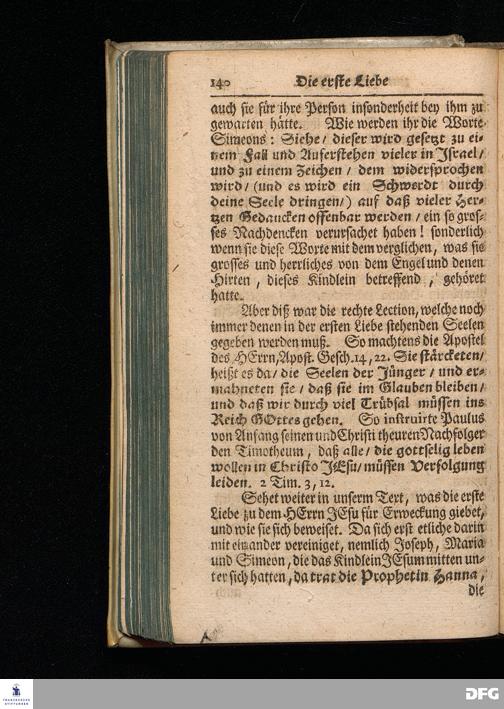 140 Die erste Liebe
auch sie für ihre Person insonderheit bey ihm zu
gewarten hätte. Wie werden ihr die Worte
Simeons: Siehe/ dieser wird gesetzt zu ei-
nem Fall und Auferstehen vieler in Israel/
und zu einem Zeichen/ dem widersprochen
wird/ (und es wird ein Schwerdt durch
deine Seele dringen/) auf daß vieler Her-
tzen Gedancken offenbar werden/ ein so gros-
ses Nachdencken verursachet haben! sonderlich
wenn sie diese Worte mit dem verglichen, was sie
grosses und herrliches von dem Engel und denen
Hirten, dieses Kindlein betreffend, gehöret
hatte.
Aber diß war die rechte Lection, welche noch
immer denen in der ersten Liebe stehenden Seelen
gegeben werden muß. So machtens die Apostel
des HErrn, Apost. Gesch. 14, 22. Sie stärcketen/
heißt es da/ die Seelen der Jünger/ und er-
mahneten sie/ daß sie im Glauben bleiben/
und daß wir durch viel Trübsal müssen ins
Reich GOttes gehen. So instruirte Paulus
von Anfang seinen und Christi theuren Nachfolger
den Timotheum, daß alle/ die gottselig leben
wollen in Christo JEsu/ müssen Verfolgung
leiden. 2 Tim. 3, 12.
Sehet weiter in unserm Text, was die erste
Liebe zu dem HErrn JEsu für Erweckung giebet,
und wie sie sich beweiset. Da sich erst etliche darin
mit einander vereiniget, nemlich Joseph, Maria
und Simeon, die das Kindlein JEsum mitten un-
ter sich hatten, da trat die Prophetin Hanna,
die
FRANCKESCHE
STIFTUNGEN
DFG